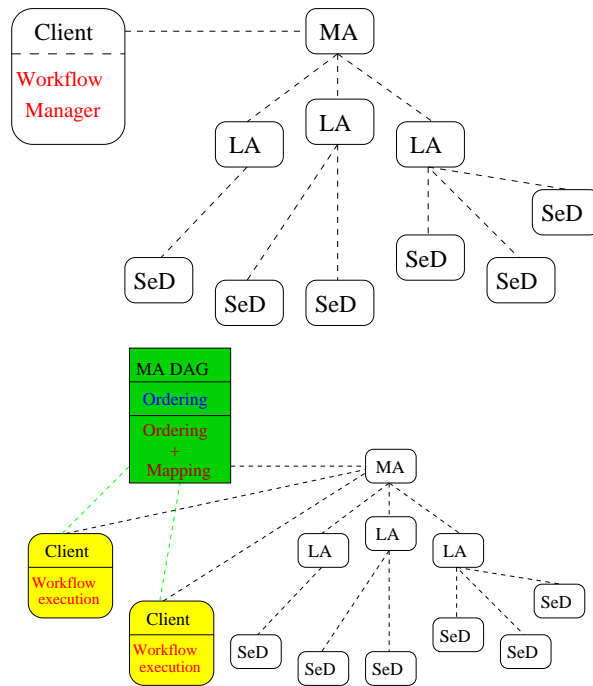 Client
MA
Workflow
Manager
LA
LA
LA
SeD
SeD
SeD
SeD
SeD
SeD
MA DAG
Ordering
Ordering
+
Mapping
MA
Client
Workflow
execution
LA
LA
LA
Client
Workflow
execution
SeD
SeD
SeD
SeD
SeD
SeD